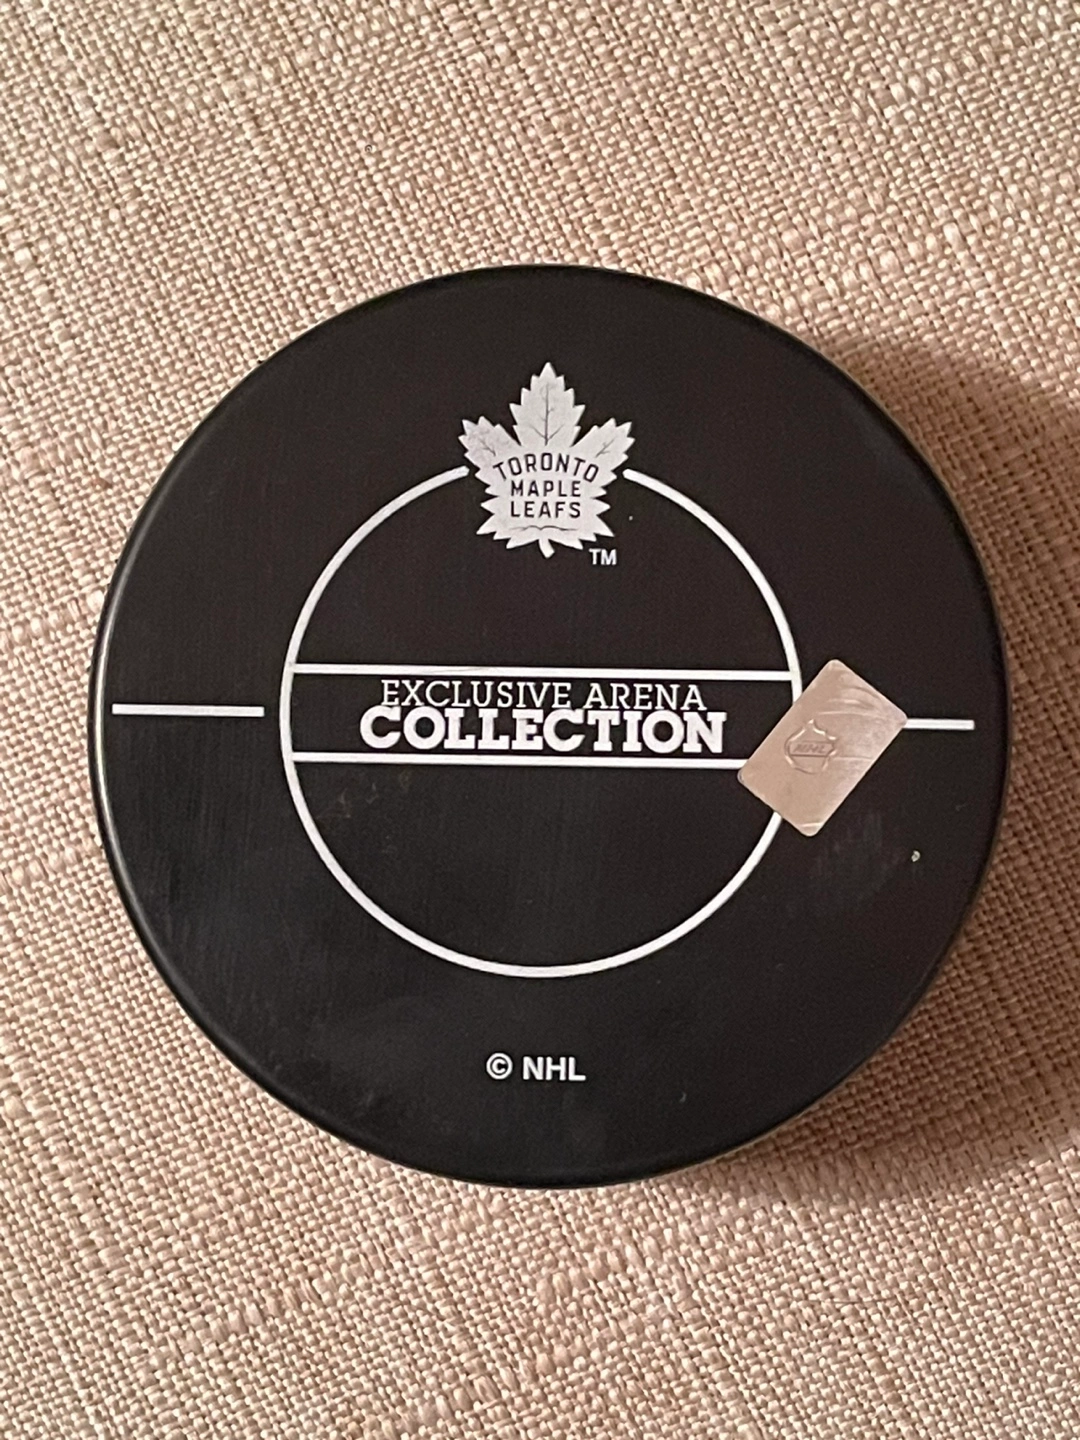 TORONTO
MAPLE
LEAFS
TM
EXCLUSIVE ARENA
COLLECTION
NHL
© NHL